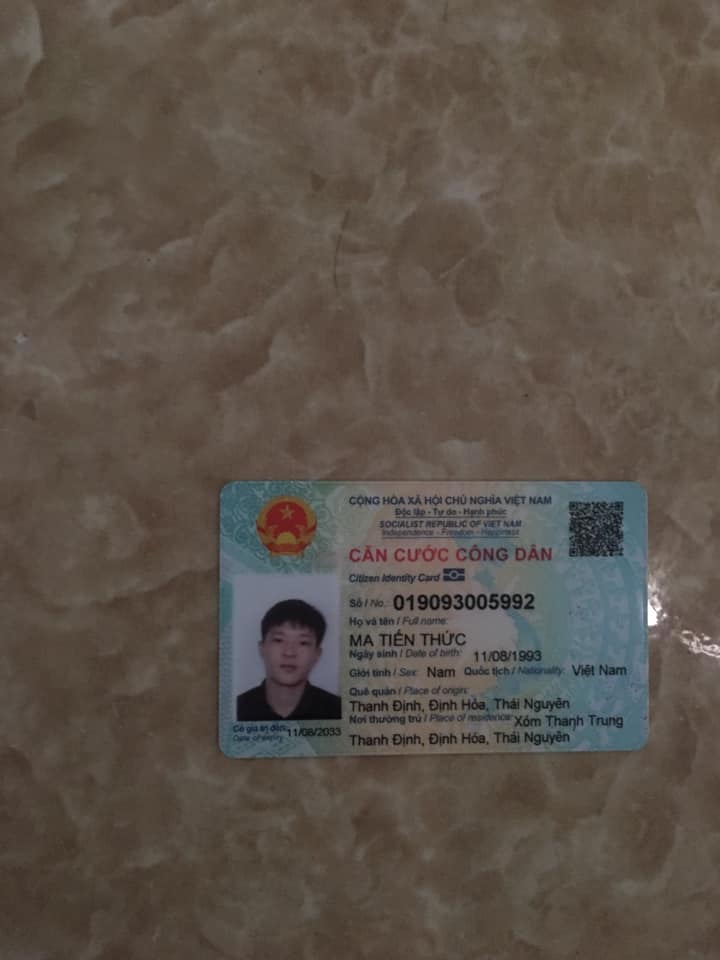 CỘNG HÒA XÃ HỘI CHỦ NGHĨA VIỆT NAM
Độc lập - Tự do - Hạnh phúc
SOCIALIST REPUBLIC OF VIET NAM
Independence - Freedom - Happiness
CĂN CƯỚC CÔNG DÂN
Citizen Identity Card
Số / No.: 019093005992
Họ và tên / Full name:
MA TIẾN THỨC
Ngày sinh / Date of birth: 11/08/1993
Giới tính / Sex: Nam Quốc tịch / Nationality: Việt Nam
Quê quán / Place of origin:
Thanh Định, Định Hóa, Thái Nguyên
Nơi thường trú / Place of residence: Xóm Thanh Trung
Thanh Định, Định Hóa, Thái Nguyên
Có giá trị đến: 11/08/2033
Date of expiry